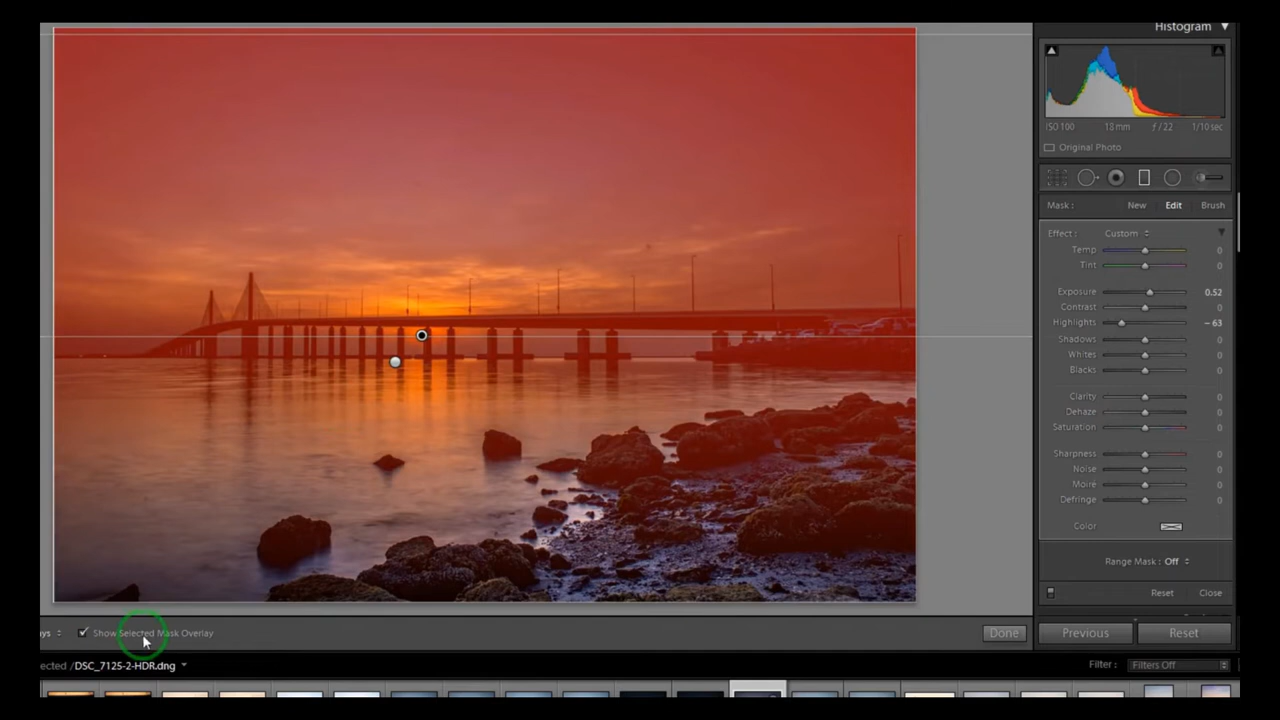 Histogram
ISO 100 18 mm ƒ / 22 1/10 sec
Original Photo
Mask : New Edit Brush
Effect : Custom
Temp 0
Tint 0
Exposure 0.52
Contrast 0
Highlights – 63
Shadows 0
Whites 0
Blacks 0
Clarity 0
Dehaze 0
Saturation 0
Sharpness 0
Noise 0
Moiré 0
Defringe 0
Color
Range Mask : Off
Reset Close
ys Show Selected Mask Overlay Done Previous Reset
ected / DSC_7125-2-HDR.dng Filter : Filters Off